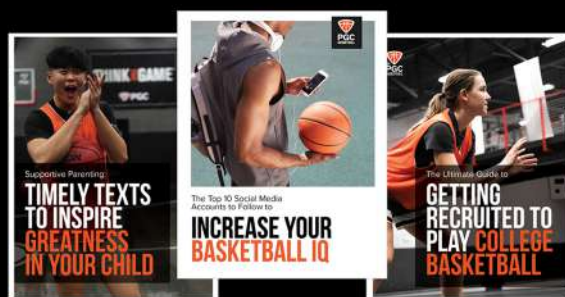 THINK THE GAME
PGC
Supportive Parenting:
TIMELY TEXTS
TO INSPIRE
GREATNESS
IN YOUR CHILD
PGC
BASKETBALL
The Top 10 Social Media
Accounts to Follow to
INCREASE YOUR
BASKETBALL IQ
PGC
The Ultimate Guide to
GETTING
RECRUITED TO
PLAY COLLEGE
BASKETBALL